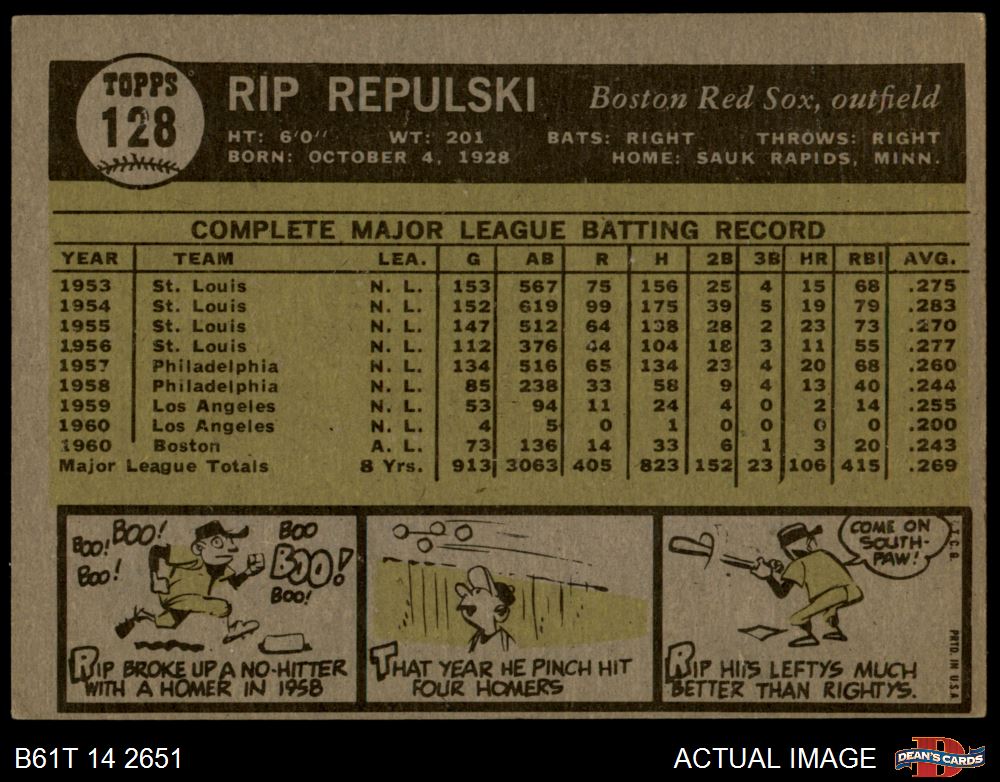 TOPPS
128
RIP REPULSKI Boston Red Sox, outfield
HT: 6'0" WT: 201 BATS: RIGHT THROWS: RIGHT
BORN: OCTOBER 4, 1928 HOME: SAUK RAPIDS, MINN.
COMPLETE MAJOR LEAGUE BATTING RECORD
YEAR TEAM LEA. G AB R H 2B 3B HR RBI AVG.
1953 St. Louis N. L. 153 567 75 156 25 4 15 68 .275
1954 St. Louis N. L. 152 619 99 175 39 5 19 79 .283
1955 St. Louis N. L. 147 512 64 138 28 2 23 73 .270
1956 St. Louis N. L. 112 376 44 104 18 3 11 55 .277
1957 Philadelphia N. L. 134 516 65 134 23 4 20 68 .260
1958 Philadelphia N. L. 85 238 33 58 9 4 13 40 .244
1959 Los Angeles N. L. 53 94 11 24 4 0 2 14 .255
1960 Los Angeles N. L. 4 5 0 1 0 0 0 0 .200
1960 Boston A. L. 73 136 14 33 6 1 3 20 .243
Major League Totals 8 Yrs. 913 3063 405 823 152 23 106 415 .269
BOO! BOO! BOO! BOO BOO! BOO!
RIP BROKE UP A NO-HITTER
WITH A HOMER IN 1958
THAT YEAR HE PINCH HIT
FOUR HOMERS
COME ON
SOUTH-
PAW!
RIP HITS LEFTYS MUCH
BETTER THAN RIGHTYS.
PRTD. IN U.S.A.
B61T 14 2651
ACTUAL IMAGE
DEAN'S CARDS